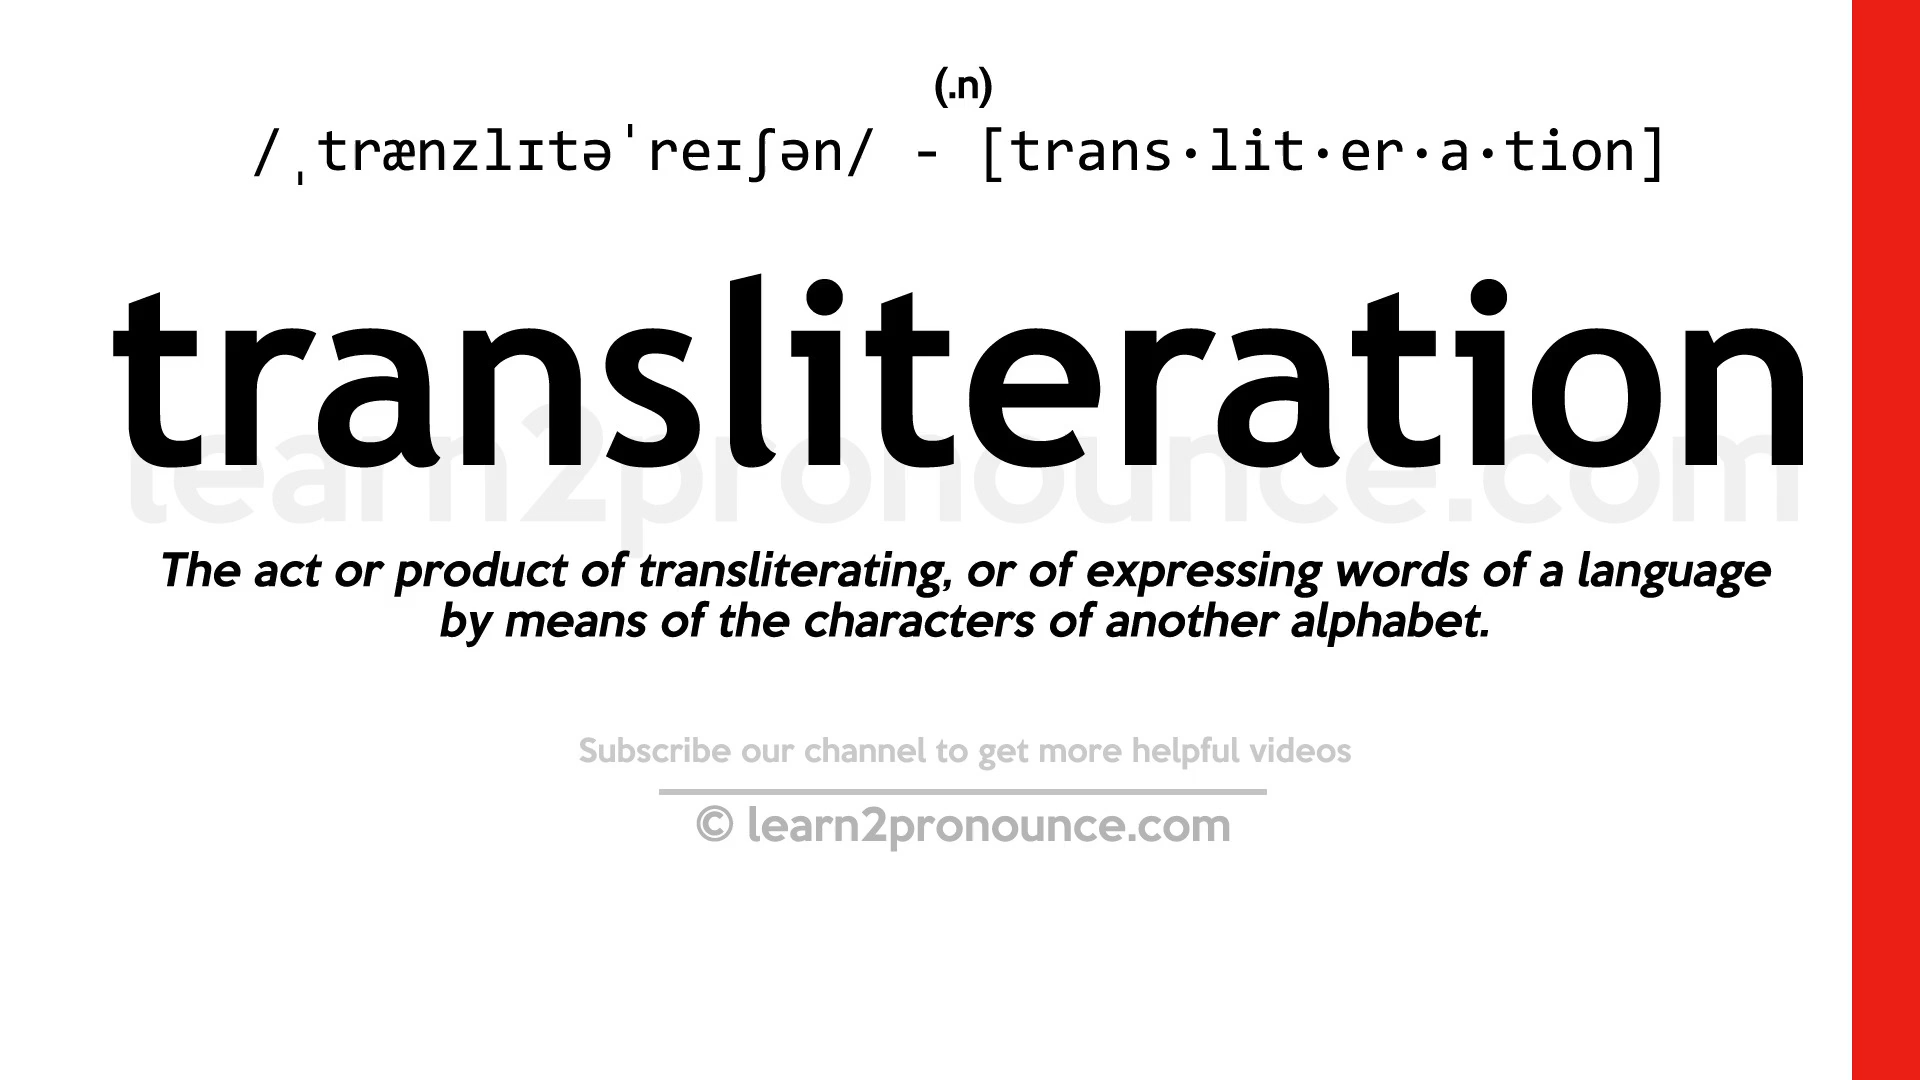 (.n)
/ˌtrænzlɪtəˈreɪʃən/ - [trans·lit·er·a·tion]
transliteration
learn2pronounce.com
The act or product of transliterating, or of expressing words of a language
by means of the characters of another alphabet.
Subscribe our channel to get more helpful videos
© learn2pronounce.com